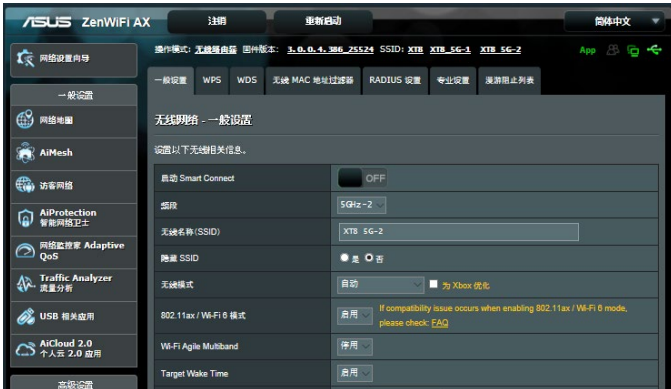 ASUS ZenWiFi AX 注销 重新启动 简体中文
操作模式: 无线路由器 固件版本: 3.0.0.4.386_25524 SSID: XT8 XT8_5G-1 XT8 5G-2 App
网络设置向导
一般设置 WPS WDS 无线 MAC 地址过滤器 RADIUS 设置 专业设置 漫游阻止列表
一般设置
网络地图
AiMesh
访客网络
AiProtection
智能网络卫士
网络监控家 Adaptive
QoS
Traffic Analyzer
流量分析
USB 相关应用
AiCloud 2.0
个人云 2.0 应用
高级设置
无线网络 - 一般设置
设置以下无线相关信息。
启动 Smart Connect OFF
频段 5GHz-2
无线名称(SSID) XT8 5G-2
隐藏 SSID 是 否
无线模式 自动 为 Xbox 优化
802.11ax / Wi-Fi 6 模式 启用 If compatibility issue occurs when enabling 802.11ax / Wi-Fi 6 mode,
please check: FAQ
Wi-Fi Agile Multiband 停用
Target Wake Time 启用